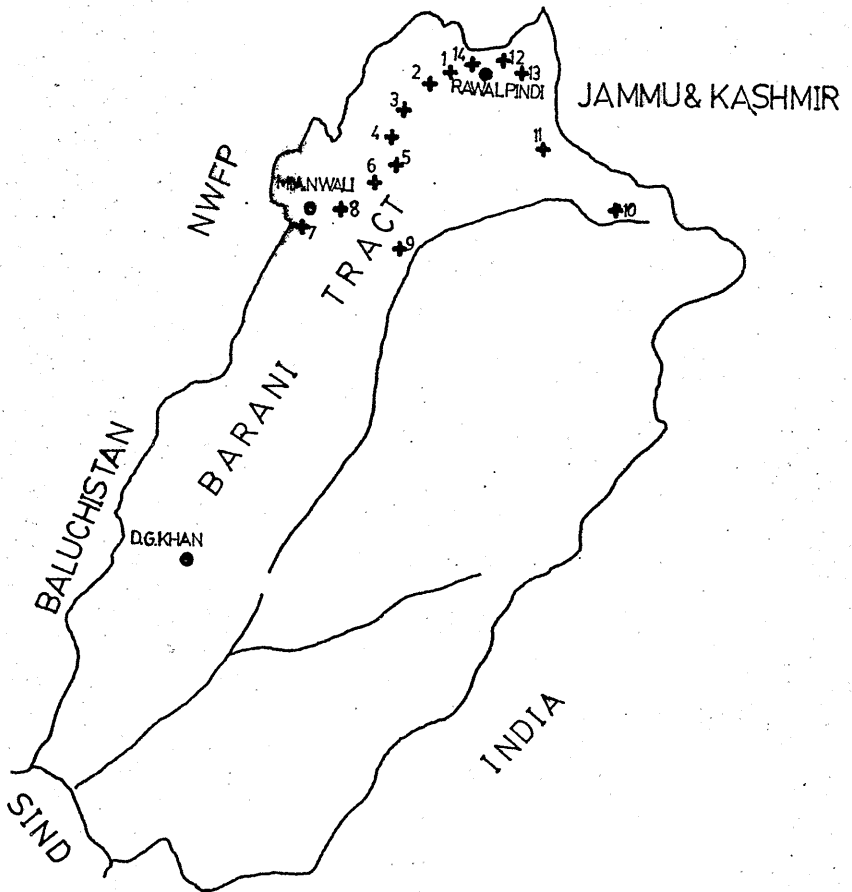 14
12
1
13
2
RAWALPINDI
JAMMU & KASHMIR
3
4
11
5
NWFP
6
MIANWALI
8
10
7
9
BARANI TRACT
BALUCHISTAN
D.G.KHAN
INDIA
SIND